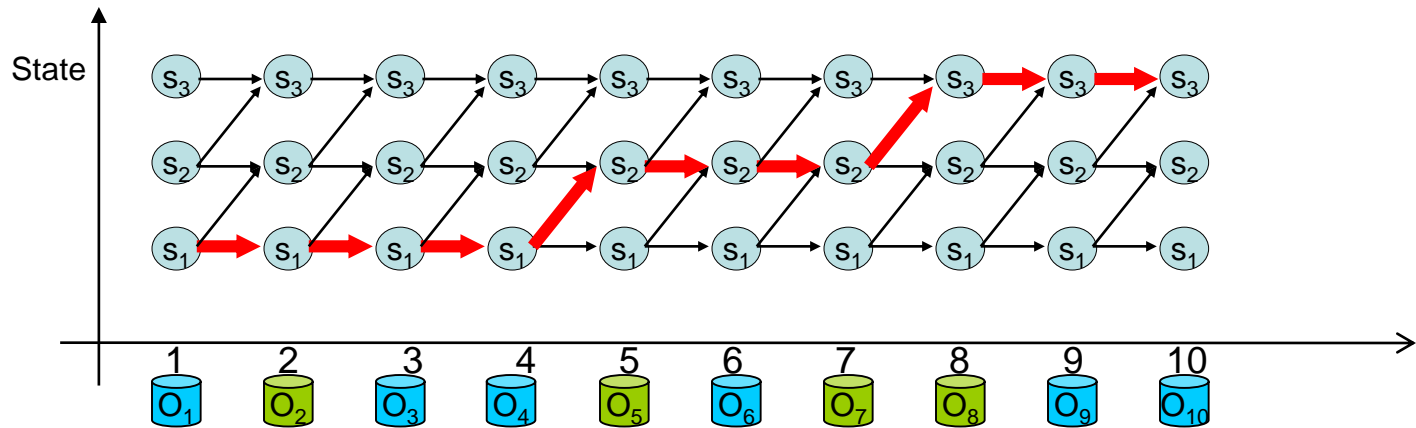 State
s₃ s₃ s₃ s₃ s₃ s₃ s₃ s₃ s₃ s₃
s₂ s₂ s₂ s₂ s₂ s₂ s₂ s₂ s₂ s₂
s₁ s₁ s₁ s₁ s₁ s₁ s₁ s₁ s₁ s₁
1 2 3 4 5 6 7 8 9 10
O₁ O₂ O₃ O₄ O₅ O₆ O₇ O₈ O₉ O₁₀